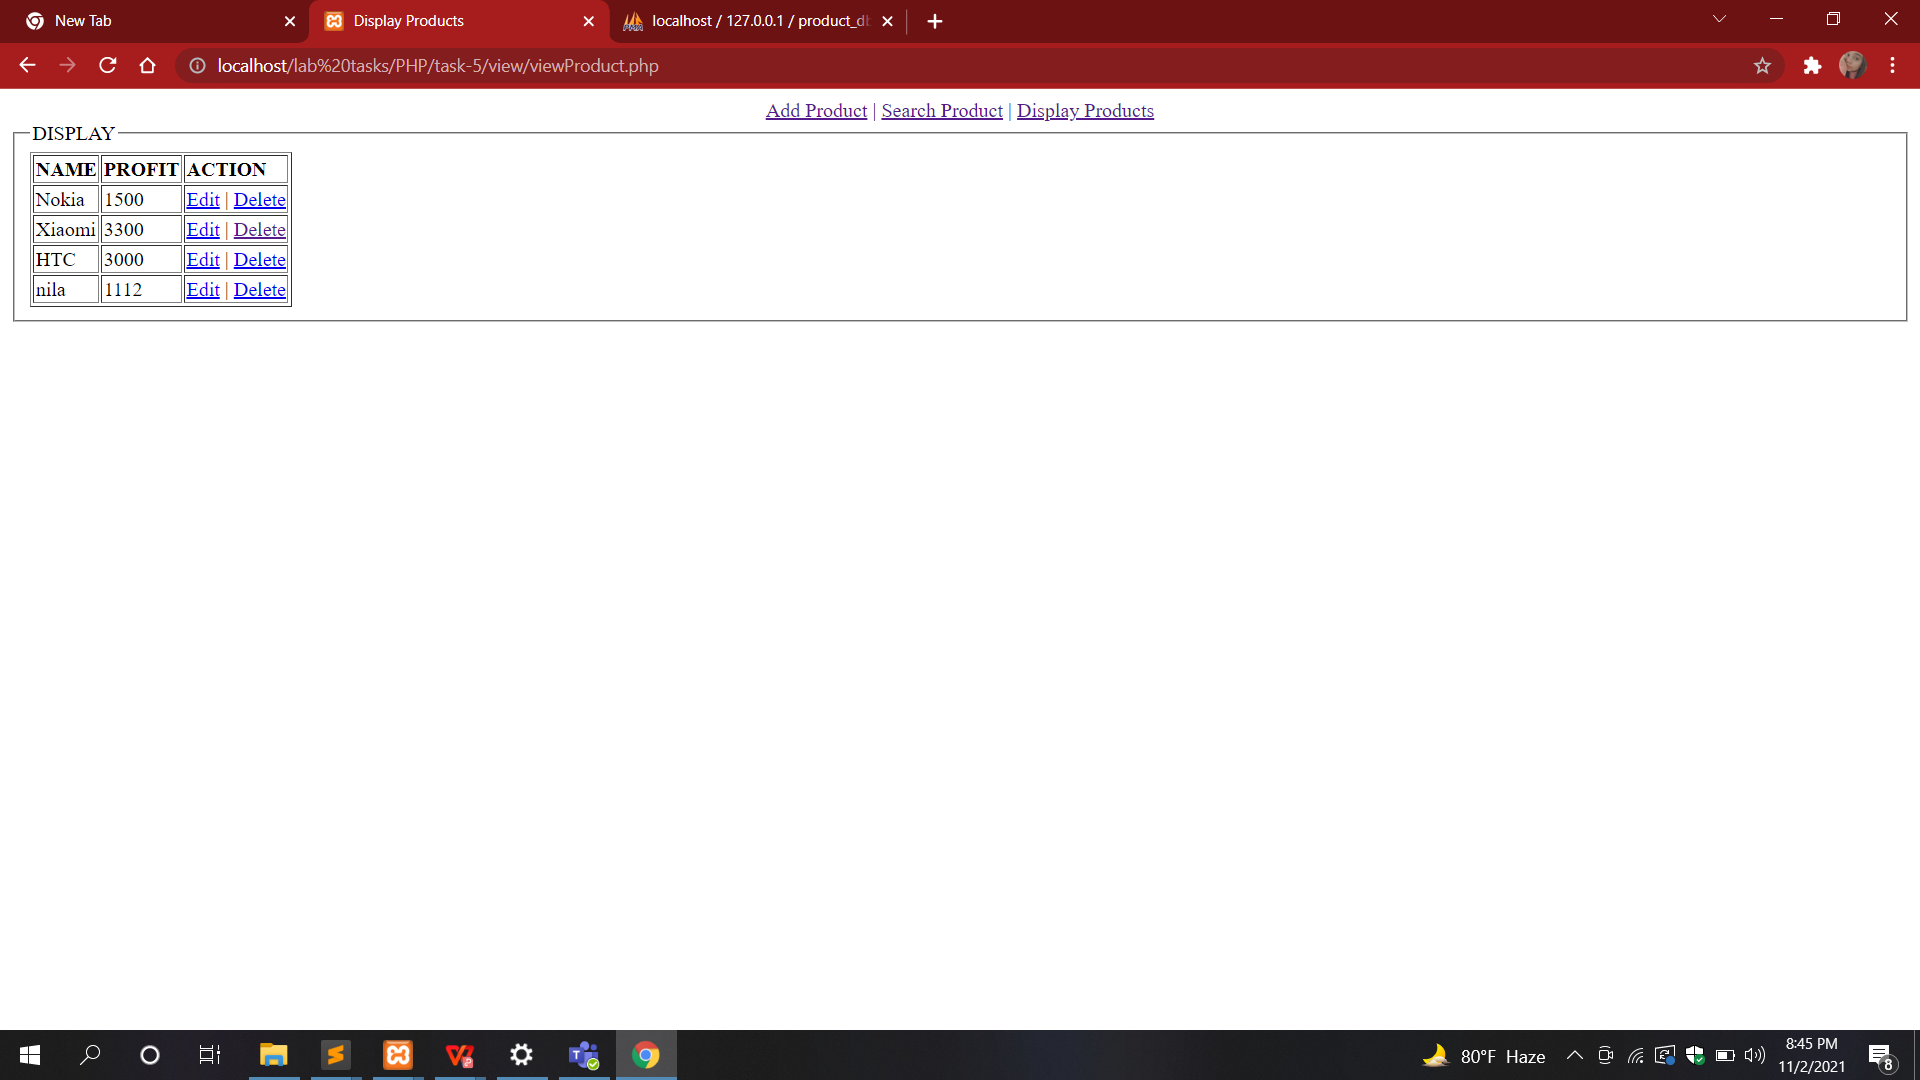 New Tab
Display Products
localhost / 127.0.0.1 / product_db
localhost/lab%20tasks/PHP/task-5/view/viewProduct.php
Add Product | Search Product | Display Products
DISPLAY
NAME PROFIT ACTION
Nokia 1500 Edit | Delete
Xiaomi 3300 Edit | Delete
HTC 3000 Edit | Delete
nila 1112 Edit | Delete
80°F Haze
8:45 PM
11/2/2021
8